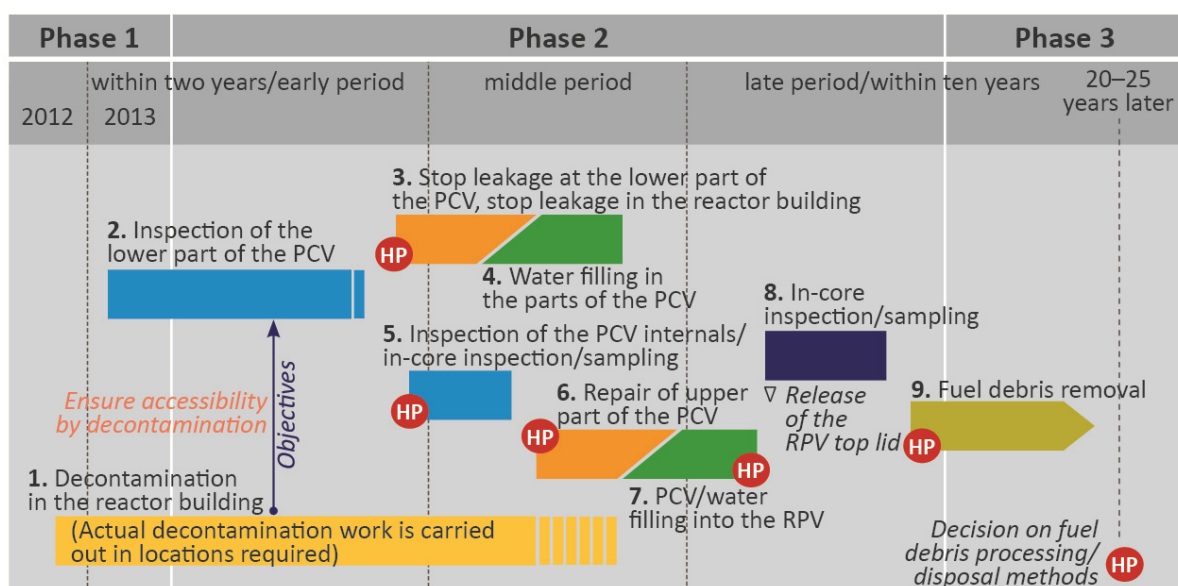 Phase 1
Phase 2
Phase 3
within two years/early period
middle period
late period/within ten years
20–25
years later
2012
2013
3. Stop leakage at the lower part of
the PCV, stop leakage in the reactor building
2. Inspection of the
lower part of the PCV
HP
4. Water filling in
the parts of the PCV
8. In-core
inspection/sampling
5. Inspection of the PCV internals/
in-core inspection/sampling
Objectives
Ensure accessibility
by decontamination
HP
6. Repair of upper
part of the PCV
HP
∇ Release
of the
RPV top lid
9. Fuel debris removal
HP
HP
1. Decontamination
in the reactor building
7. PCV/water
filling into the RPV
(Actual decontamination work is carried
out in locations required)
Decision on fuel
debris processing/
disposal methods
HP